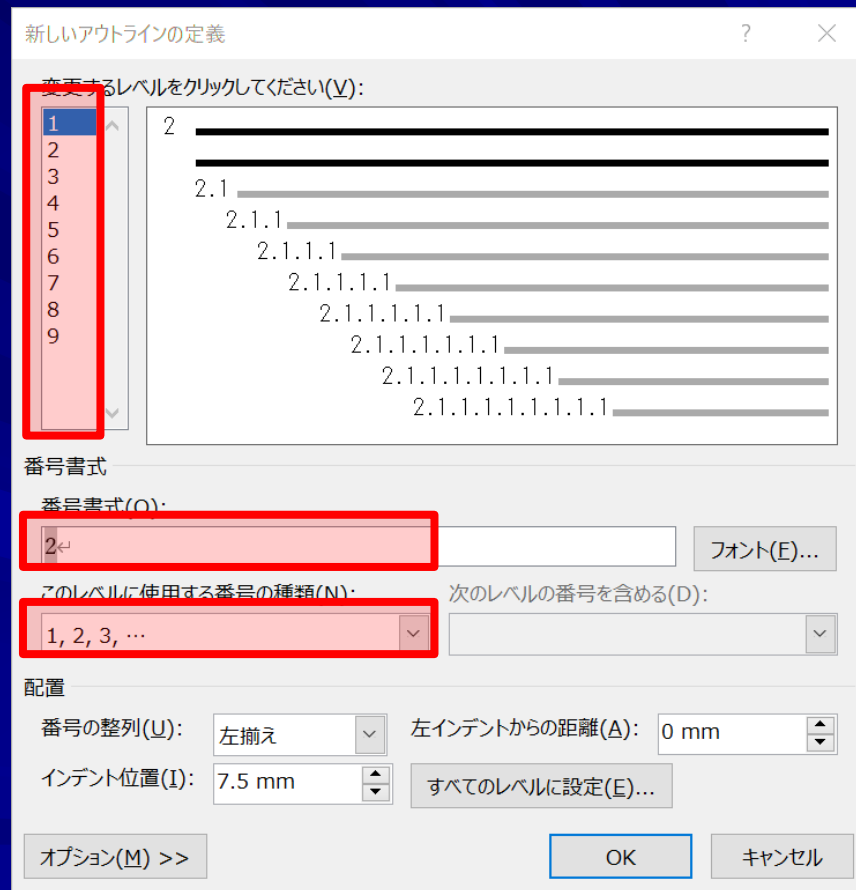 新しいアウトラインの定義 ? ×
変更するレベルをクリックしてください(V):
1
2
3
4
5
6
7
8
9
2
2.1
2.1.1
2.1.1.1
2.1.1.1.1
2.1.1.1.1.1
2.1.1.1.1.1.1
2.1.1.1.1.1.1.1
2.1.1.1.1.1.1.1.1
番号書式
番号書式(O):
2↵
フォント(F)...
このレベルに使用する番号の種類(N): 次のレベルの番号を含める(D):
1, 2, 3, …
配置
番号の整列(U): 左揃え 左インデントからの距離(A): 0 mm
インデント位置(I): 7.5 mm すべてのレベルに設定(E)...
オプション(M) >> OK キャンセル